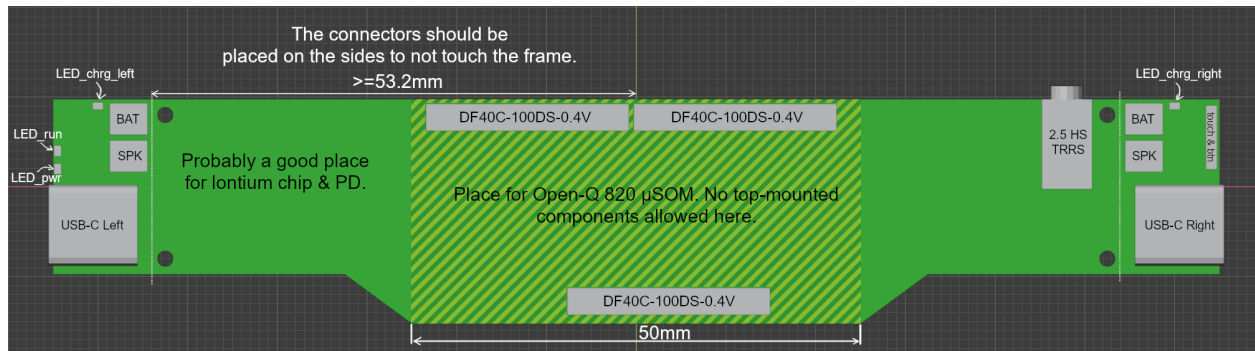 The connectors should be
placed on the sides to not touch the frame.
>=53.2mm
LED_chrg_left
LED_chrg_right
BAT
DF40C-100DS-0.4V
DF40C-100DS-0.4V
BAT
touch & btn
LED_run
2.5 HS
TRRS
SPK
SPK
LED_pwr
Probably a good place
for lontium chip & PD.
Place for Open-Q 820 µSOM. No top-mounted
components allowed here.
USB-C Left
USB-C Right
DF40C-100DS-0.4V
50mm